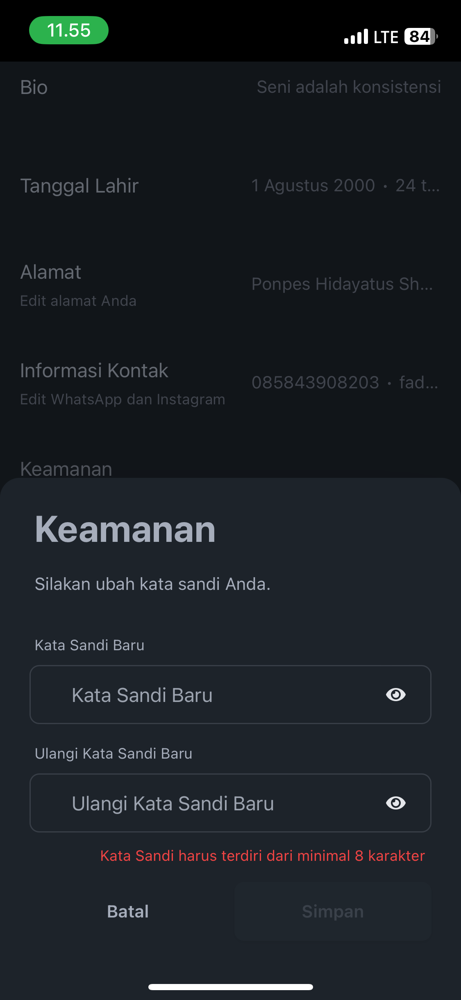 11.55
LTE 84
Bio
Seni adalah konsistensi
Tanggal Lahir
1 Agustus 2000 • 24 t...
Alamat
Edit alamat Anda
Ponpes Hidayatus Sh...
Informasi Kontak
Edit WhatsApp dan Instagram
085843908203 • fad...
Keamanan
Keamanan
Silakan ubah kata sandi Anda.
Kata Sandi Baru
Kata Sandi Baru
Ulangi Kata Sandi Baru
Ulangi Kata Sandi Baru
Kata Sandi harus terdiri dari minimal 8 karakter
Batal
Simpan